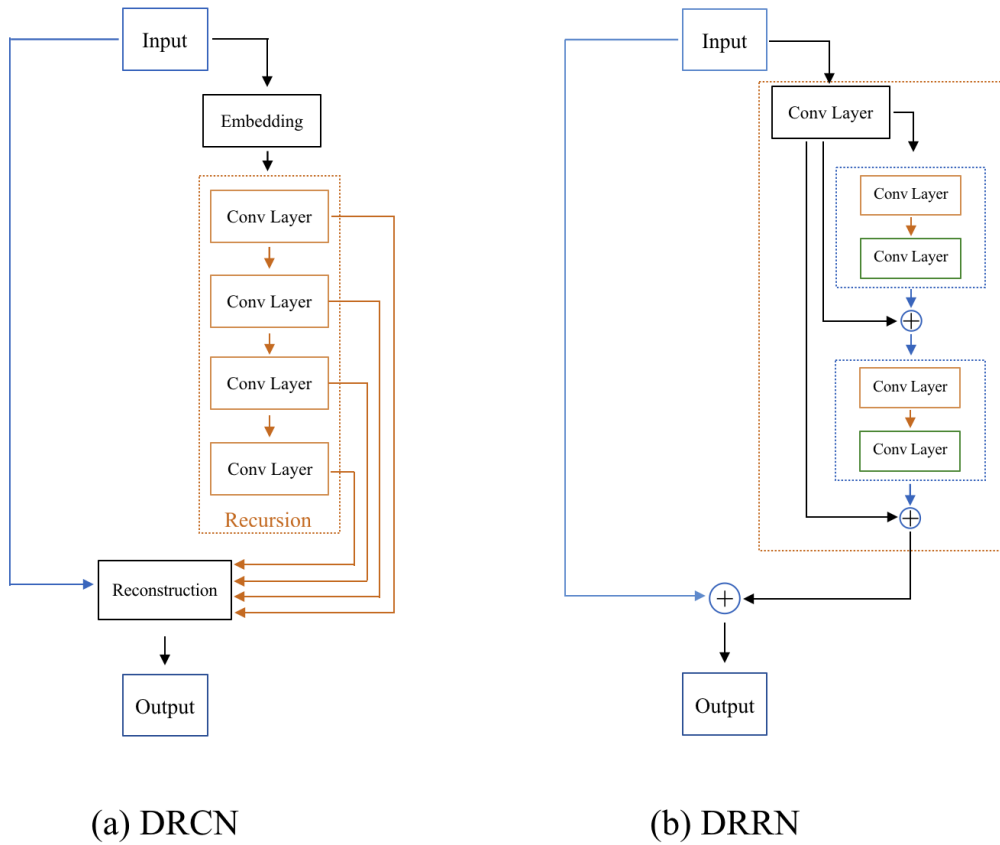 Input
Embedding
Conv Layer
Conv Layer
Conv Layer
Conv Layer
Recursion
Reconstruction
Output
(a) DRCN
Input
Conv Layer
Conv Layer
Conv Layer
Conv Layer
Conv Layer
Output
(b) DRRN